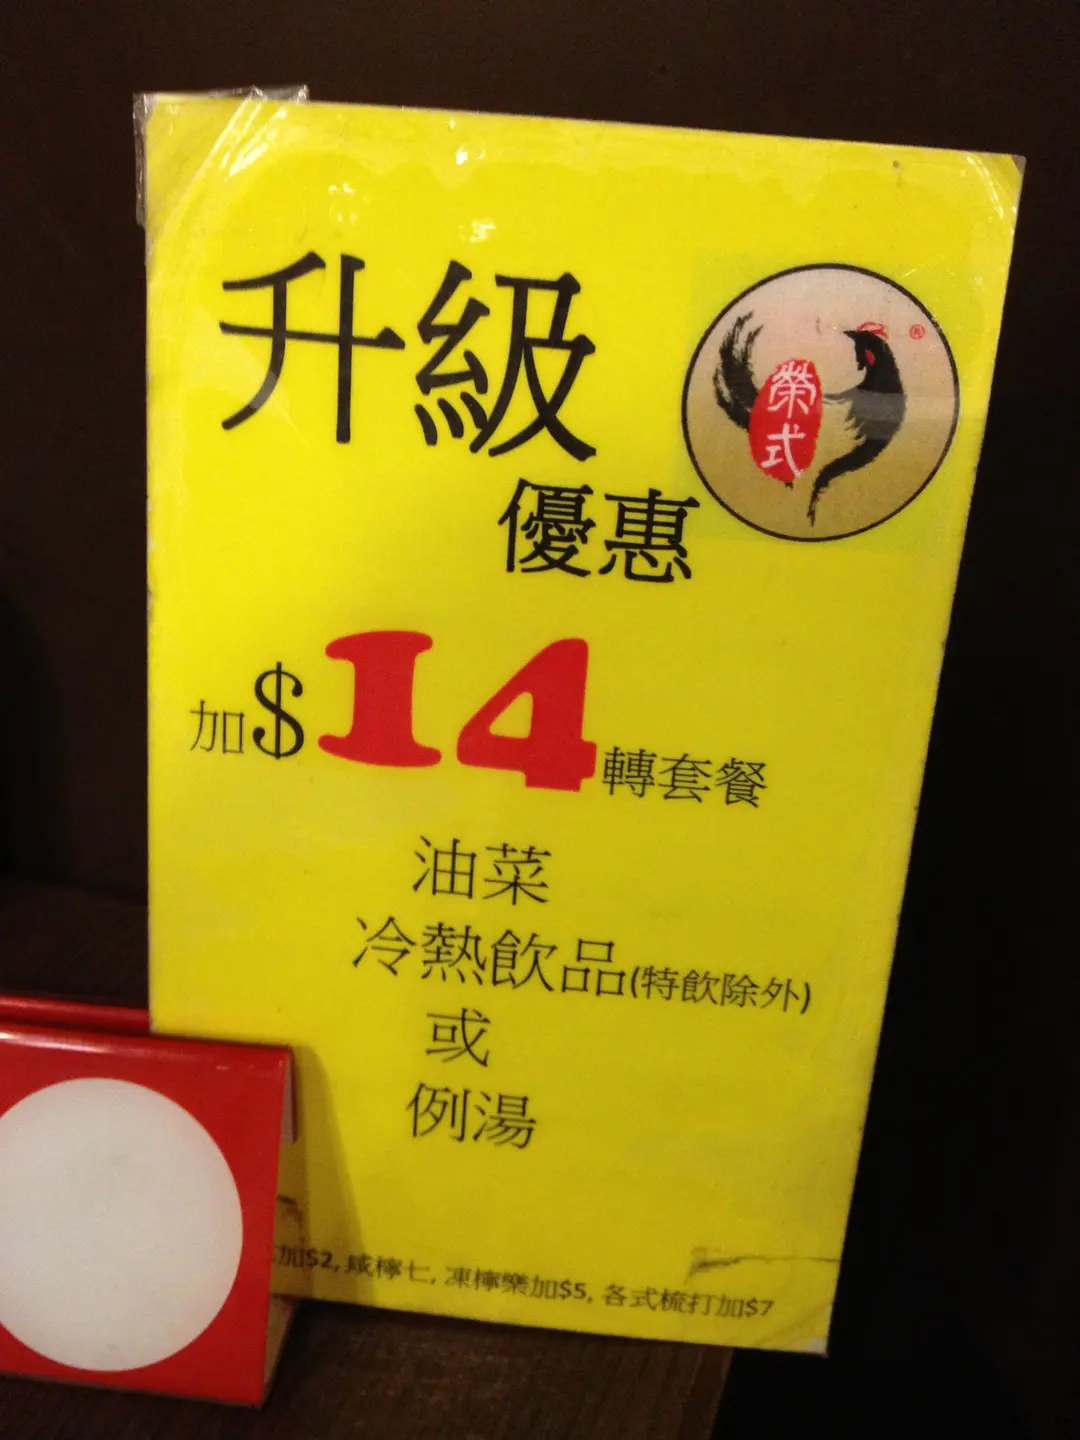 升級
榮式
®
優惠
加$14轉套餐
油菜
冷熱飲品(特飲除外)
或
例湯
加$2, 咸檸七, 凍檸樂加$5, 各式梳打加$7